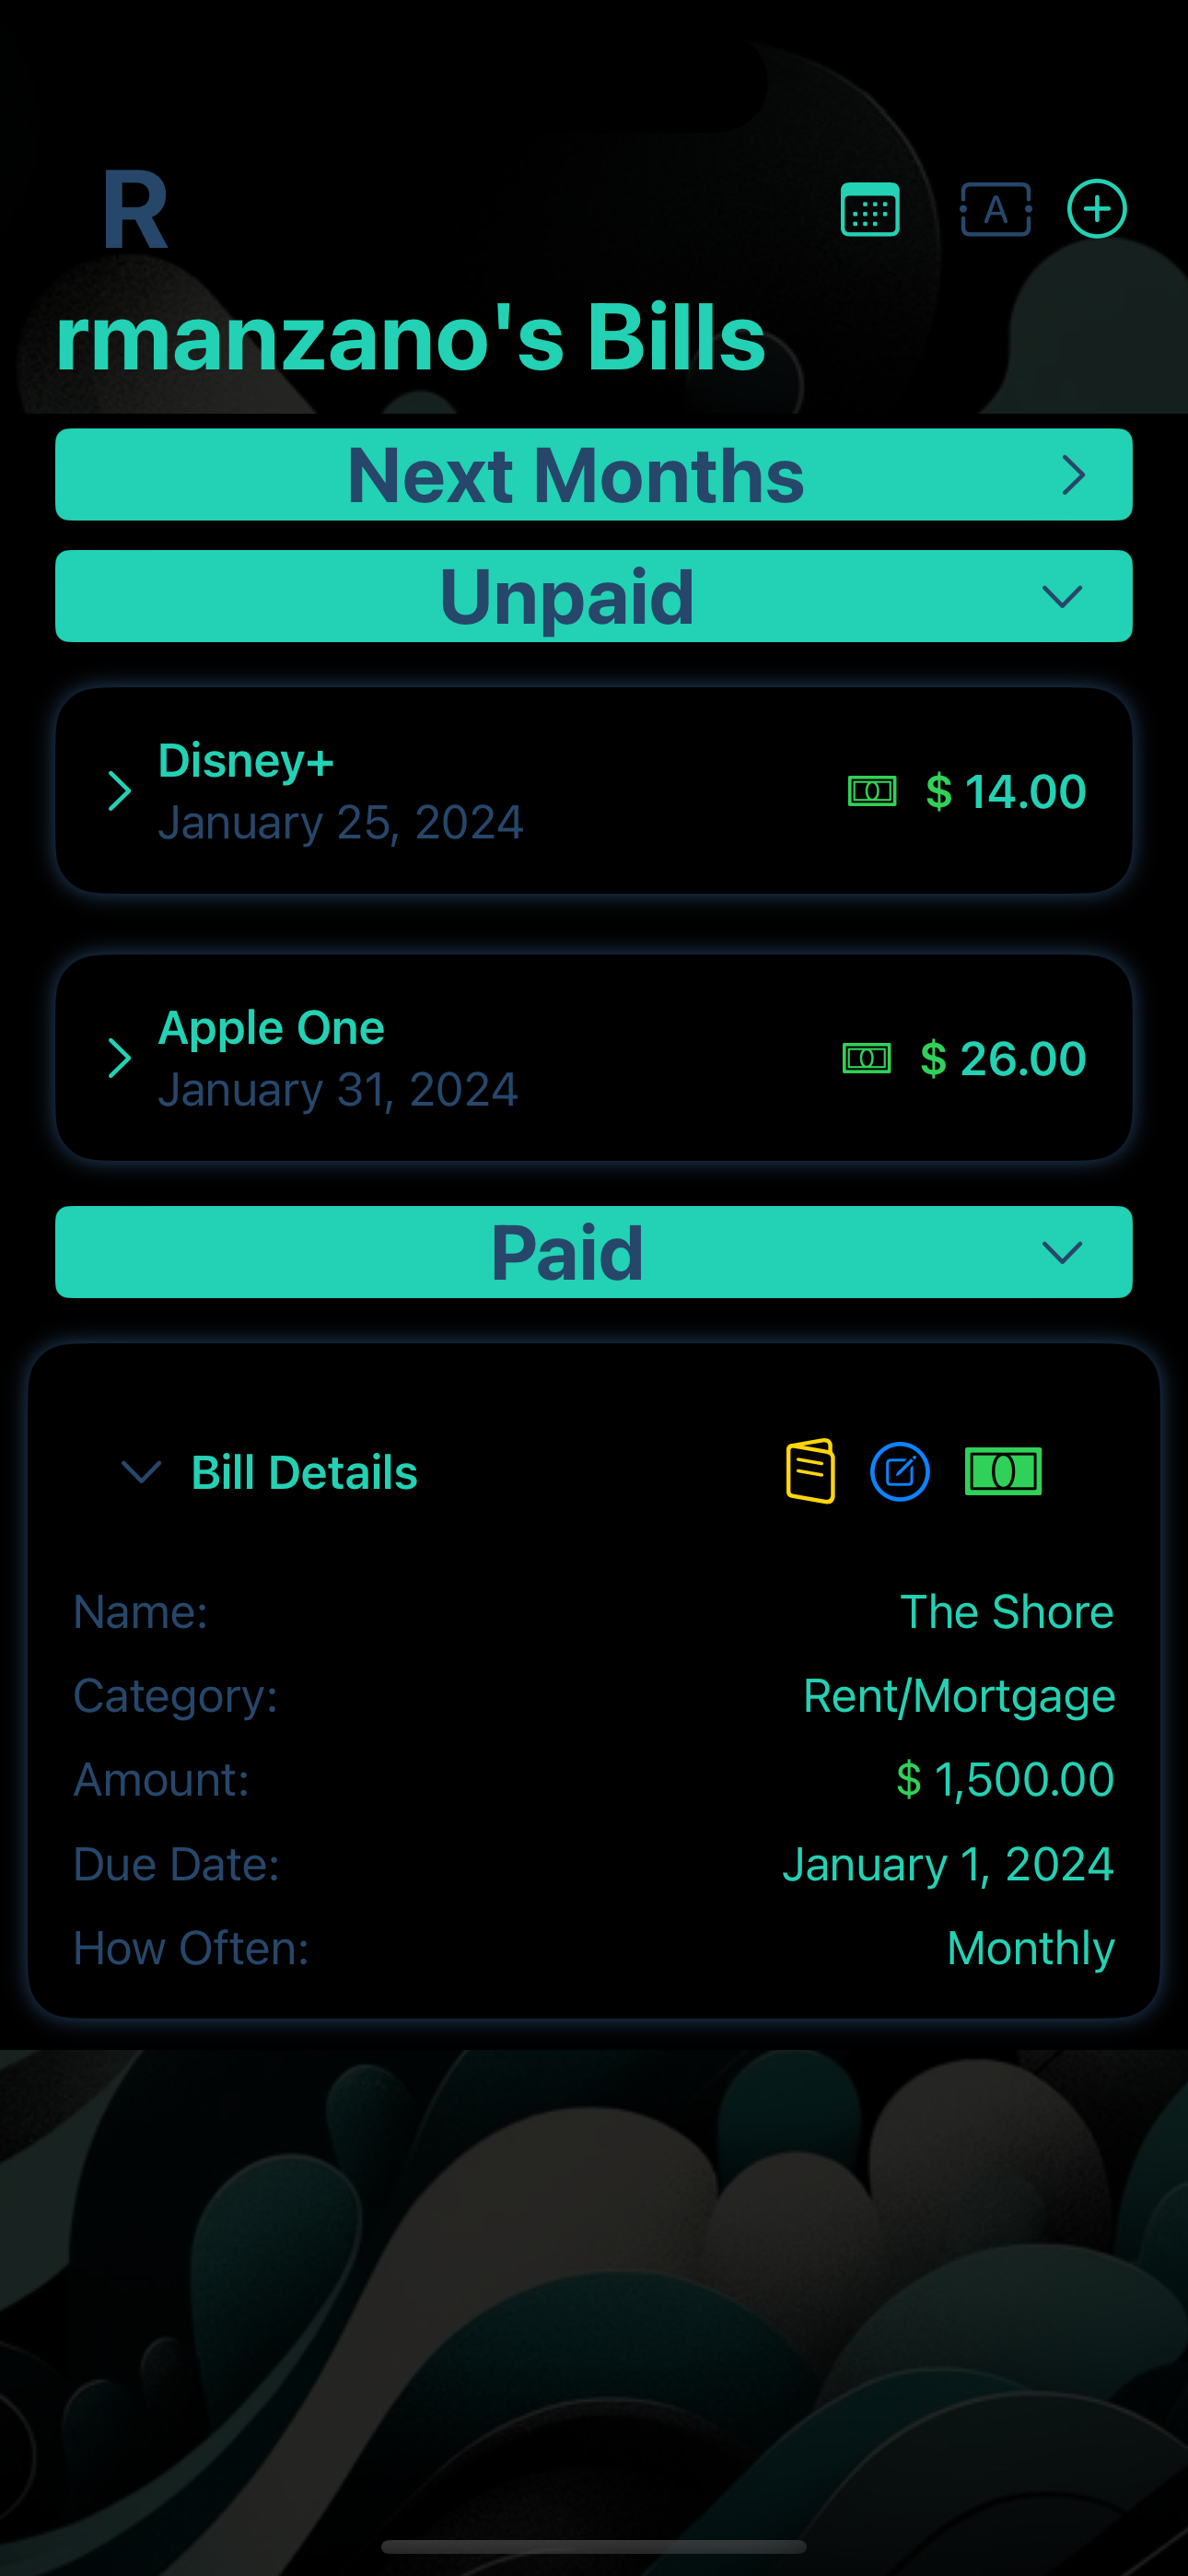 R
A
rmanzano's Bills
Next Months
Unpaid
Disney+
January 25, 2024
$ 14.00
Apple One
January 31, 2024
$ 26.00
Paid
Bill Details
Name: The Shore
Category: Rent/Mortgage
Amount: $ 1,500.00
Due Date: January 1, 2024
How Often: Monthly